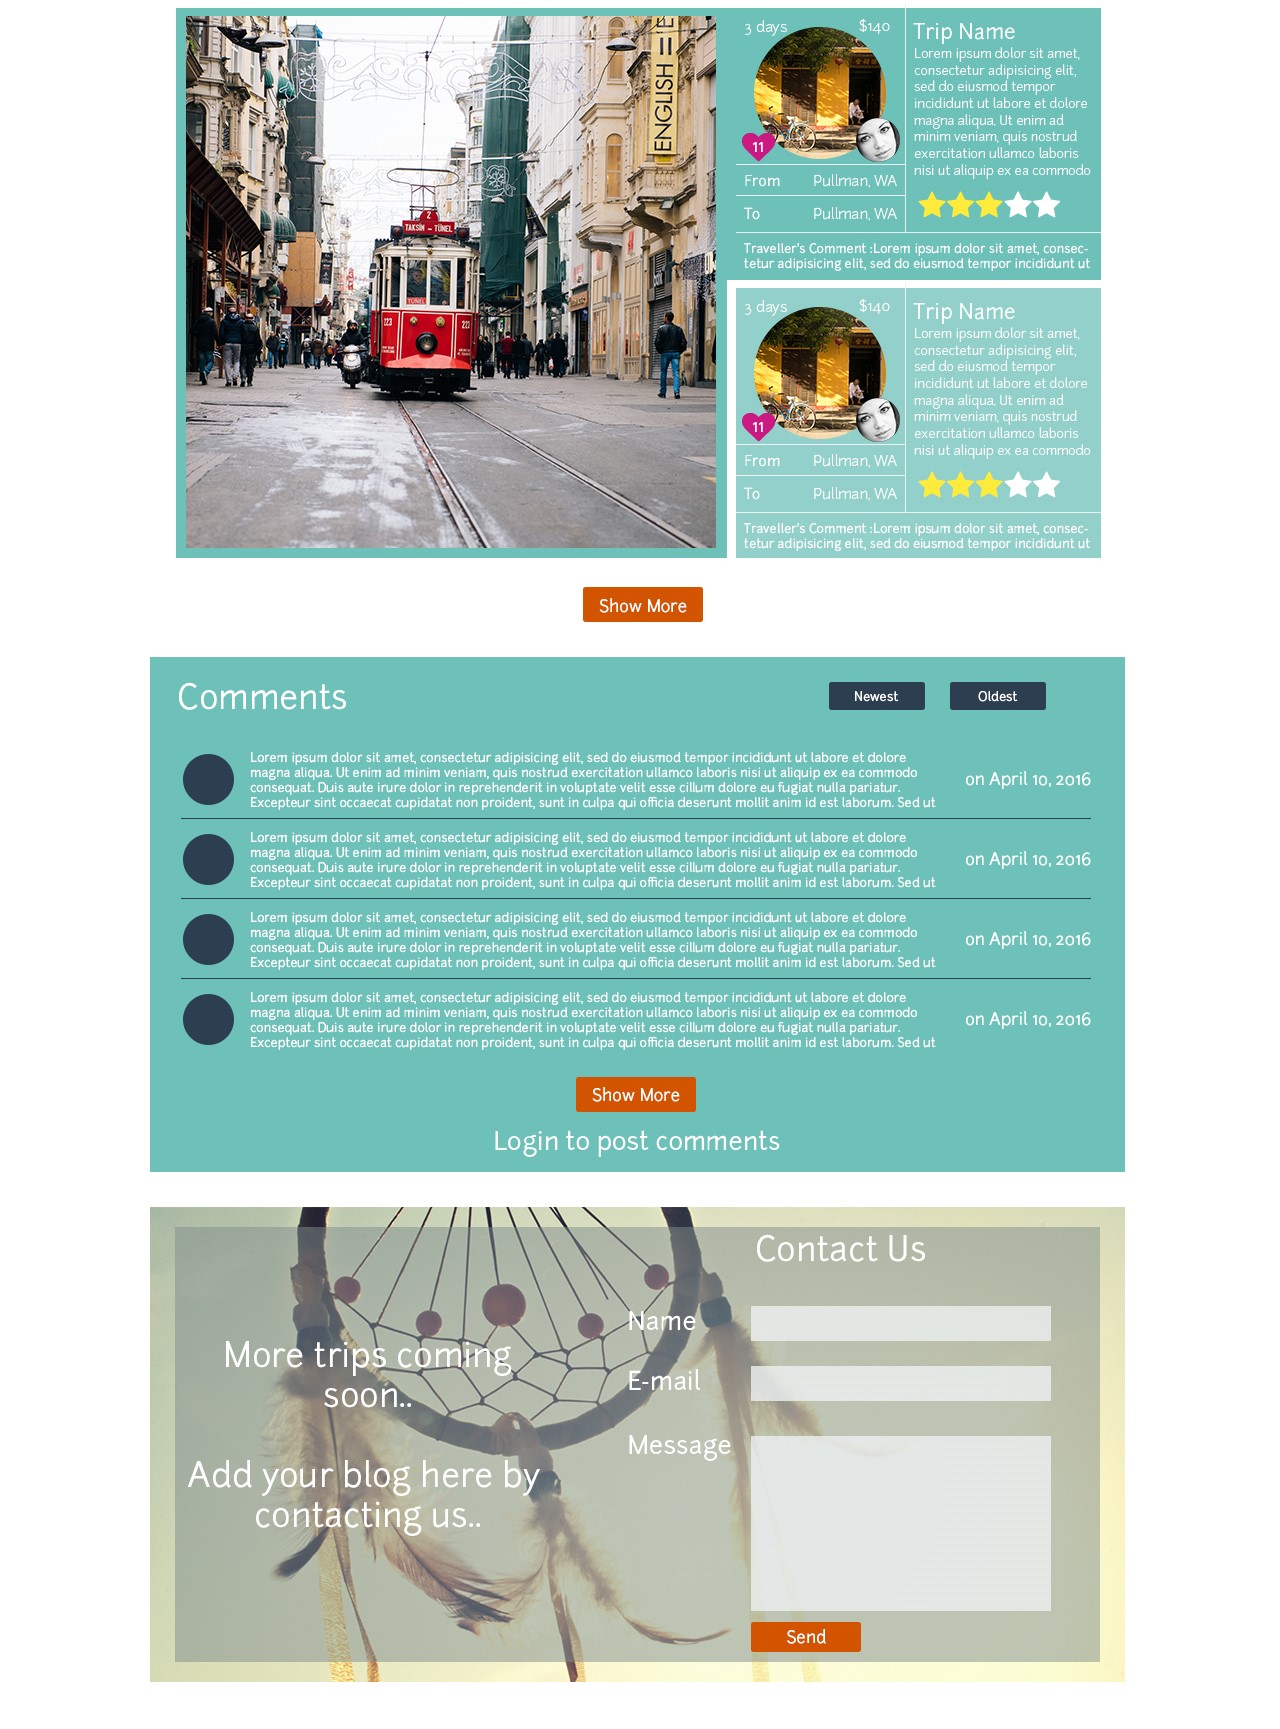 ENGLISH
2
TAKSİM – TÜNEL
TÜNEL
223
223
3 days
$140
11
From Pullman, WA
To Pullman, WA
Trip Name
Lorem ipsum dolor sit amet,
consectetur adipisicing elit,
sed do eiusmod tempor
incididunt ut labore et dolore
magna aliqua. Ut enim ad
minim veniam, quis nostrud
exercitation ullamco laboris
nisi ut aliquip ex ea commodo
Traveller's Comment :Lorem ipsum dolor sit amet, consec-
tetur adipisicing elit, sed do eiusmod tempor incididunt ut
3 days
$140
11
From Pullman, WA
To Pullman, WA
Trip Name
Lorem ipsum dolor sit amet,
consectetur adipisicing elit,
sed do eiusmod tempor
incididunt ut labore et dolore
magna aliqua. Ut enim ad
minim veniam, quis nostrud
exercitation ullamco laboris
nisi ut aliquip ex ea commodo
Traveller's Comment :Lorem ipsum dolor sit amet, consec-
tetur adipisicing elit, sed do eiusmod tempor incididunt ut
Show More
Comments
Newest
Oldest
Lorem ipsum dolor sit amet, consectetur adipisicing elit, sed do eiusmod tempor incididunt ut labore et dolore
magna aliqua. Ut enim ad minim veniam, quis nostrud exercitation ullamco laboris nisi ut aliquip ex ea commodo
consequat. Duis aute irure dolor in reprehenderit in voluptate velit esse cillum dolore eu fugiat nulla pariatur.
Excepteur sint occaecat cupidatat non proident, sunt in culpa qui officia deserunt mollit anim id est laborum. Sed ut
on April 10, 2016
Lorem ipsum dolor sit amet, consectetur adipisicing elit, sed do eiusmod tempor incididunt ut labore et dolore
magna aliqua. Ut enim ad minim veniam, quis nostrud exercitation ullamco laboris nisi ut aliquip ex ea commodo
consequat. Duis aute irure dolor in reprehenderit in voluptate velit esse cillum dolore eu fugiat nulla pariatur.
Excepteur sint occaecat cupidatat non proident, sunt in culpa qui officia deserunt mollit anim id est laborum. Sed ut
on April 10, 2016
Lorem ipsum dolor sit amet, consectetur adipisicing elit, sed do eiusmod tempor incididunt ut labore et dolore
magna aliqua. Ut enim ad minim veniam, quis nostrud exercitation ullamco laboris nisi ut aliquip ex ea commodo
consequat. Duis aute irure dolor in reprehenderit in voluptate velit esse cillum dolore eu fugiat nulla pariatur.
Excepteur sint occaecat cupidatat non proident, sunt in culpa qui officia deserunt mollit anim id est laborum. Sed ut
on April 10, 2016
Lorem ipsum dolor sit amet, consectetur adipisicing elit, sed do eiusmod tempor incididunt ut labore et dolore
magna aliqua. Ut enim ad minim veniam, quis nostrud exercitation ullamco laboris nisi ut aliquip ex ea commodo
consequat. Duis aute irure dolor in reprehenderit in voluptate velit esse cillum dolore eu fugiat nulla pariatur.
Excepteur sint occaecat cupidatat non proident, sunt in culpa qui officia deserunt mollit anim id est laborum. Sed ut
on April 10, 2016
Show More
Login to post comments
More trips coming
soon..
Add your blog here by
contacting us..
Contact Us
Name
E-mail
Message
Send